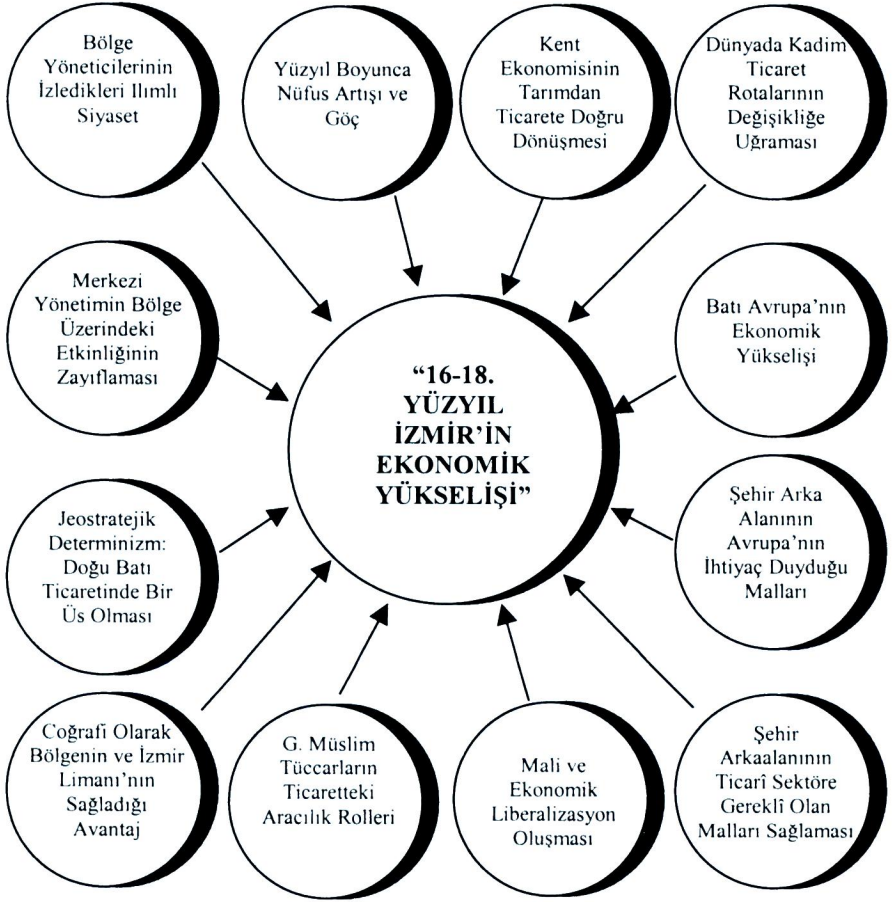 Bölge
Yöneticilerinin
İzledikleri Ilımlı
Siyaset
Yüzyıl Boyunca
Nüfus Artışı ve
Göç
Kent
Ekonomisinin
Tarımdan
Ticarete Doğru
Dönüşmesi
Dünyada Kadim
Ticaret
Rotalarının
Değişikliğe
Uğraması
Merkezi
Yönetimin Bölge
Üzerindeki
Etkinliğinin
Zayıflaması
“16-18.
YÜZYIL
İZMİR’İN
EKONOMİK
YÜKSELİŞİ”
Batı Avrupa’nın
Ekonomik
Yükselişi
Jeostratejik
Determinizm:
Doğu Batı
Ticaretinde Bir
Üs Olması
Şehir Arka
Alanının
Avrupa’nın
İhtiyaç Duyduğu
Malları
Coğrafi Olarak
Bölgenin ve İzmir
Limanı’nın
Sağladığı
Avantaj
G. Müslim
Tüccarların
Ticaretteki
Aracılık Rolleri
Mali ve
Ekonomik
Liberalizasyon
Oluşması
Şehir
Arkaalanının
Ticarî Sektöre
Gereklî Olan
Malları Sağlaması